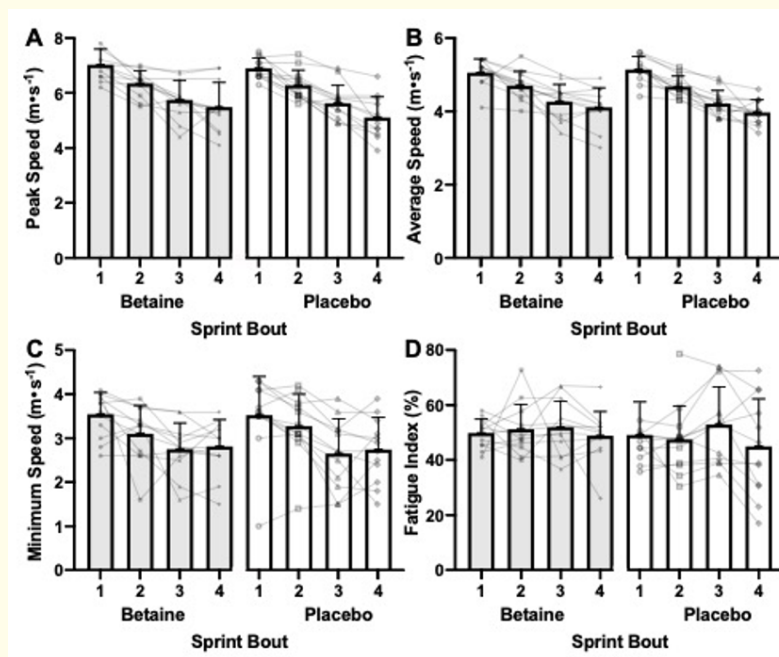 A
Peak Speed (m•s-1)
8
6
4
2
0
1 2 3 4 1 2 3 4
Betaine Placebo
Sprint Bout
B
Average Speed (m•s-1)
6
4
2
0
1 2 3 4 1 2 3 4
Betaine Placebo
Sprint Bout
C
Minimum Speed (m•s-1)
5
4
3
2
1
0
1 2 3 4 1 2 3 4
Betaine Placebo
Sprint Bout
D
Fatigue Index (%)
80
60
40
20
0
1 2 3 4 1 2 3 4
Betaine Placebo
Sprint Bout